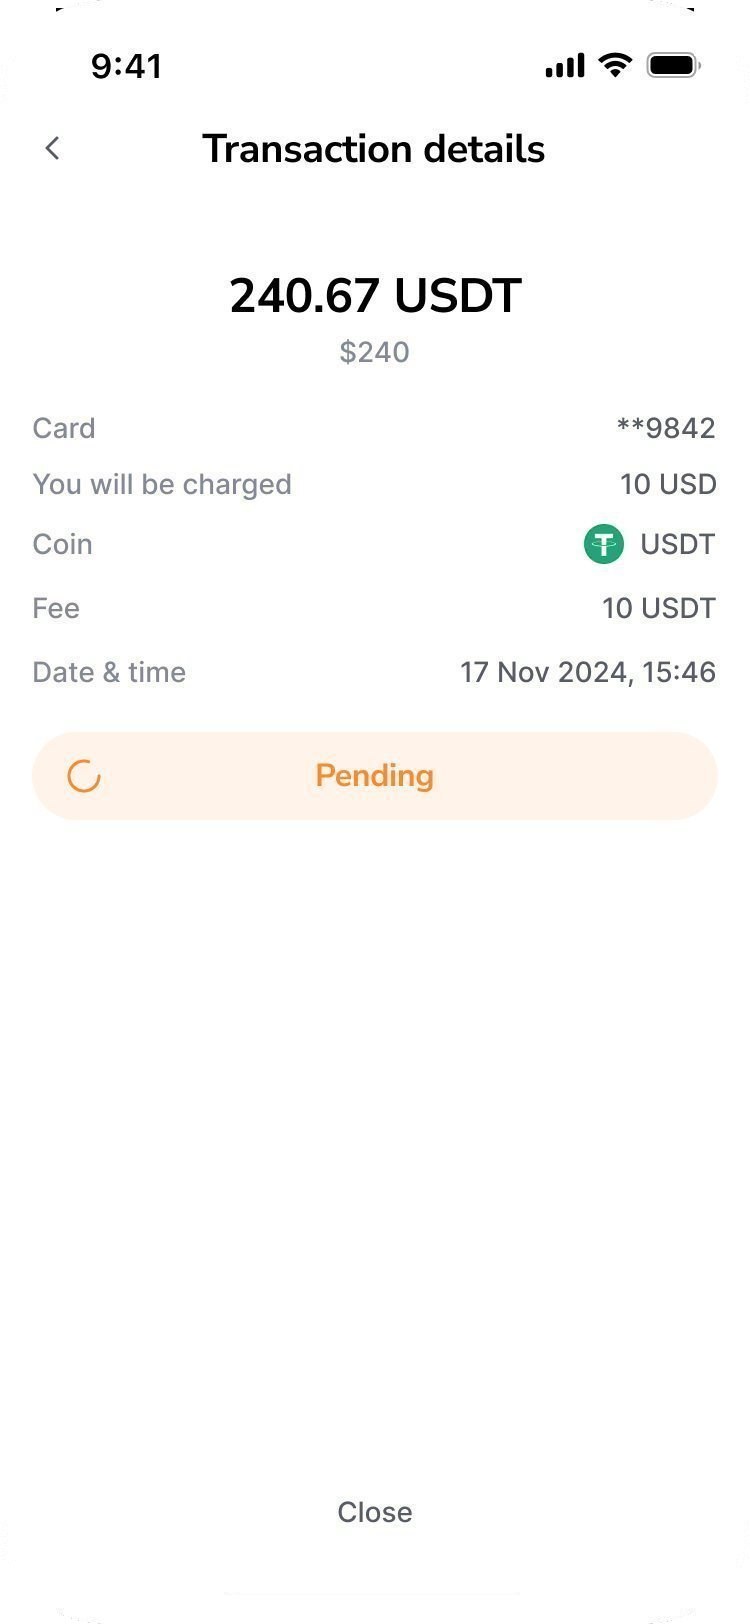 9:41
Transaction details
240.67 USDT
$240
Card **9842
You will be charged 10 USD
Coin USDT
Fee 10 USDT
Date & time 17 Nov 2024, 15:46
Pending
Close